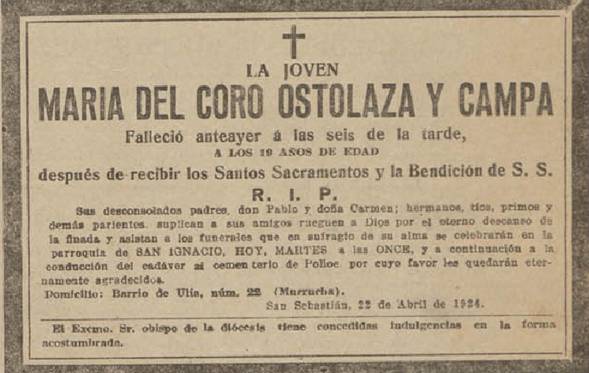 LA JOVEN
MARIA DEL CORO OSTOLAZA Y CAMPA
Falleció anteayer á las seis de la tarde,
A LOS 19 AÑOS DE EDAD
después de recibir los Santos Sacramentos y la Bendición de S. S.
R. I. P.
Sus desconsolados padres, don Pablo y doña Carmen; hermanos, tíos, primos y
demás parientes, suplican a sus amigos rueguen a Dios por el eterno descanso de
la finada y asistan a los funerales que en sufragio de su alma se celebrarán en la
parroquia de SAN IGNACIO, HOY, MARTES a las ONCE, y a continuación a la
conducción del cadáver al cementerio de Polloe, por cuyo favor les quedarán eter-
namente agradecidos.
Domicilio: Barrio de Ulía, núm. 22 (Murrucha).
San Sebastián, 22 de Abril de 1924.
El Excmo. Sr. obispo de la diócesis tiene concedidas indulgencias en la forma
acostumbrada.